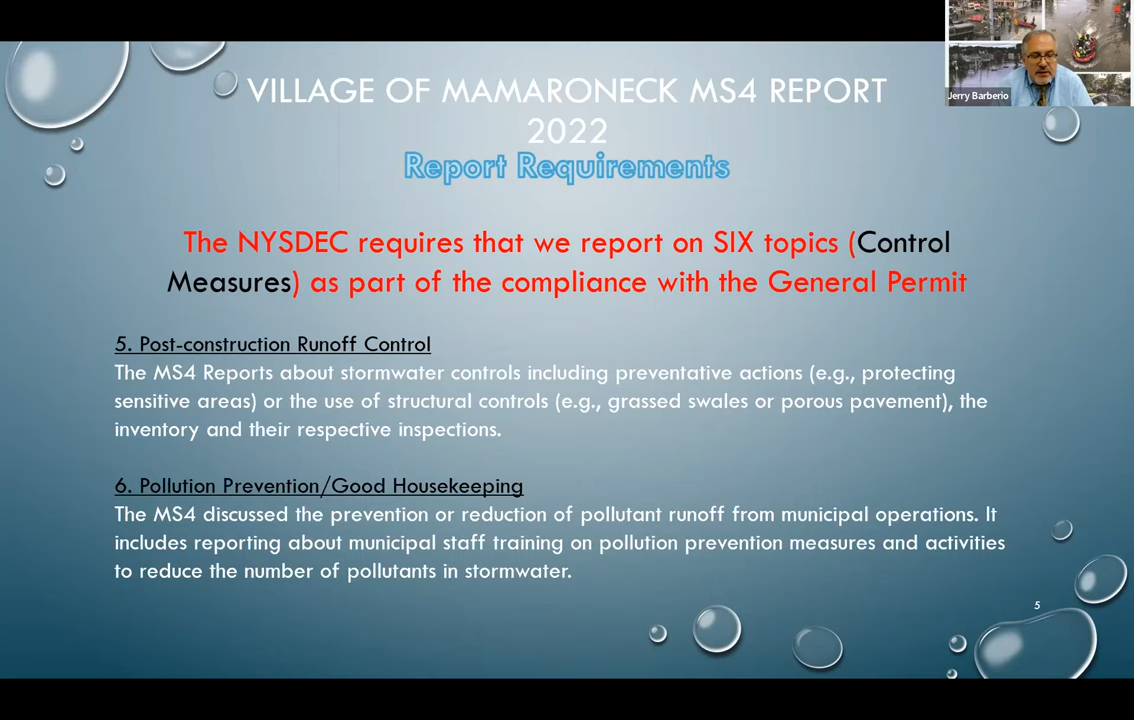 VILLAGE OF MAMARONECK MS4 REPORT
2022
Report Requirements
Jerry Barberio
The NYSDEC requires that we report on SIX topics (Control
Measures) as part of the compliance with the General Permit
5. Post-construction Runoff Control
The MS4 Reports about stormwater controls including preventative actions (e.g., protecting
sensitive areas) or the use of structural controls (e.g., grassed swales or porous pavement), the
inventory and their respective inspections.
6. Pollution Prevention/Good Housekeeping
The MS4 discussed the prevention or reduction of pollutant runoff from municipal operations. It
includes reporting about municipal staff training on pollution prevention measures and activities
to reduce the number of pollutants in stormwater.
5